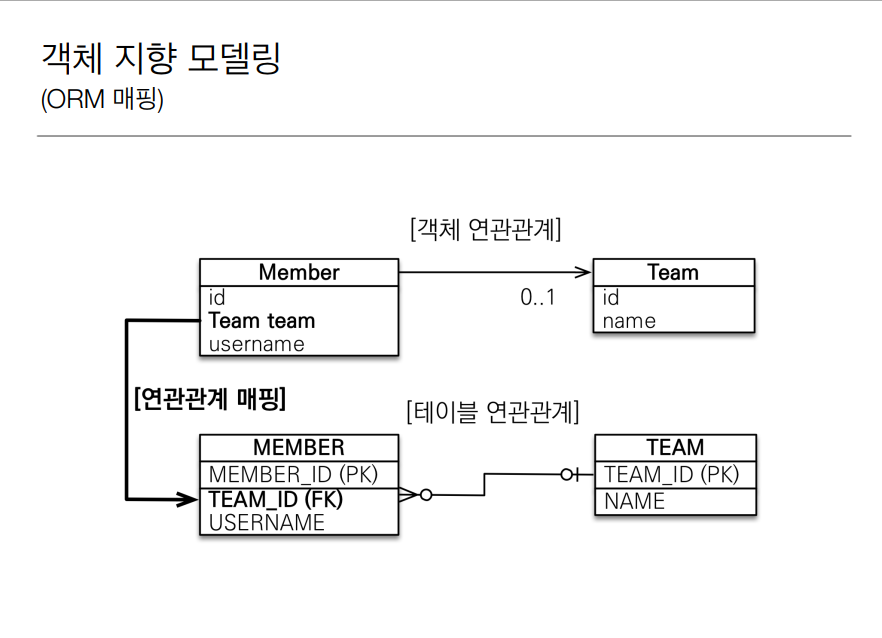 객체 지향 모델링
(ORM 매핑)
[객체 연관관계]
Member
id
Team team
username
0..1
Team
id
name
[연관관계 매핑]
[테이블 연관관계]
MEMBER
MEMBER_ID (PK)
TEAM_ID (FK)
USERNAME
TEAM
TEAM_ID (PK)
NAME